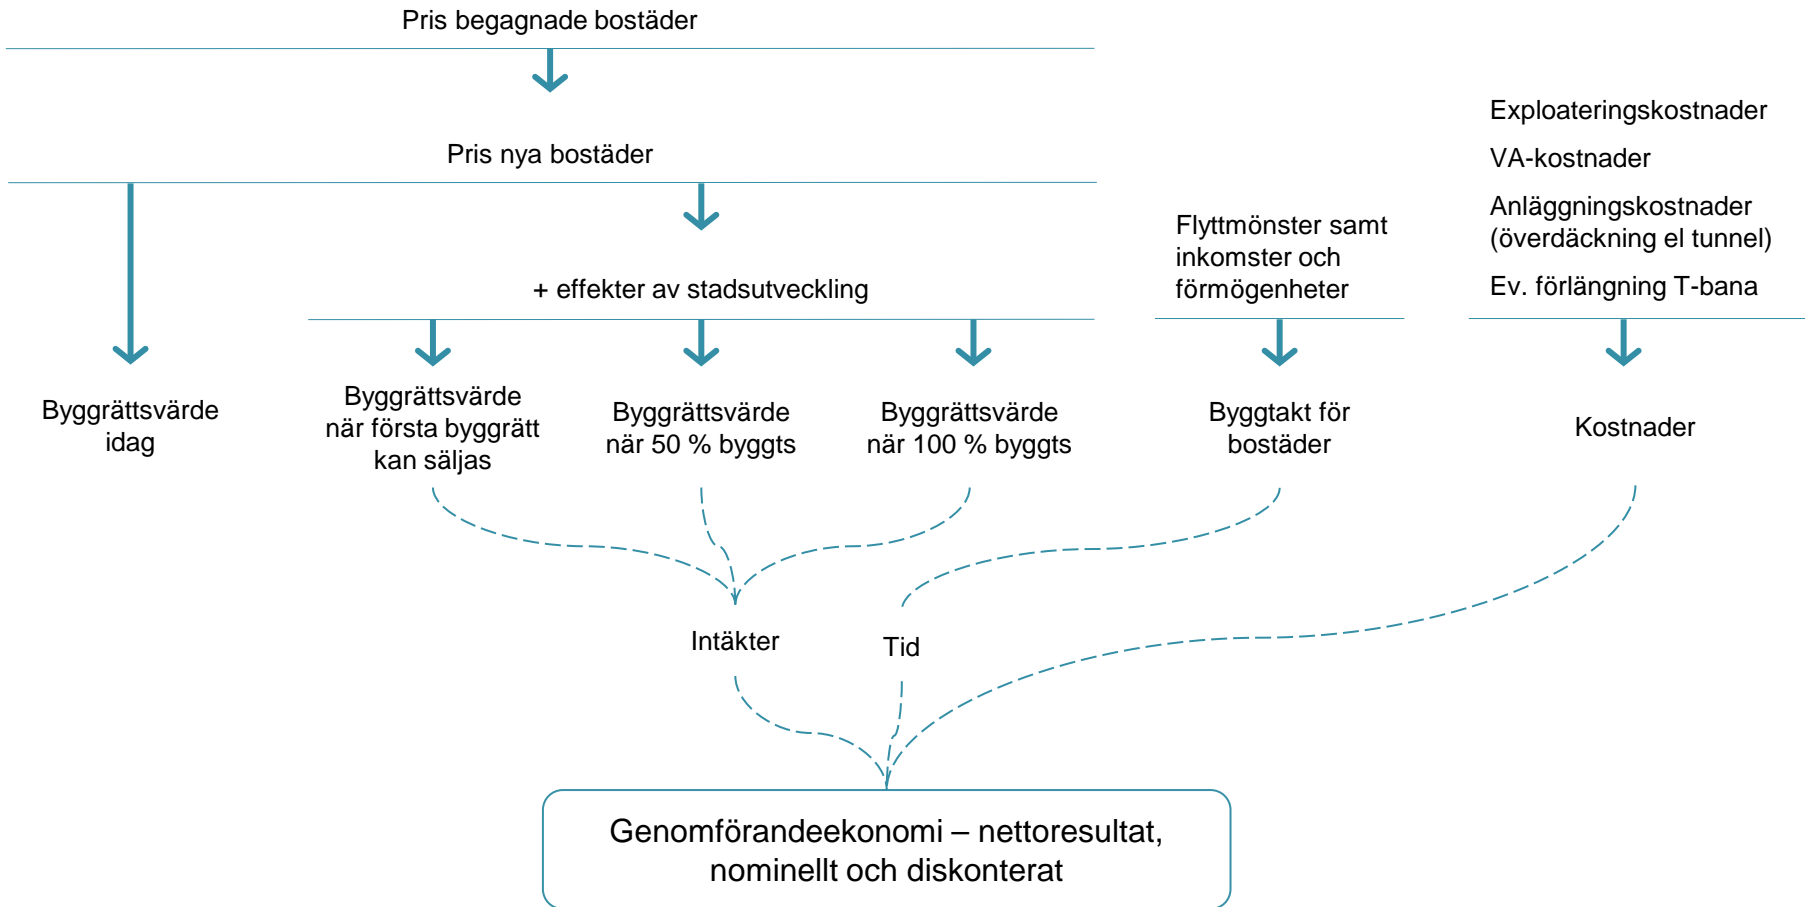 Pris begagnade bostäder
Pris nya bostäder
+ effekter av stadsutveckling
Flyttmönster samt
inkomster och
förmögenheter
Exploateringskostnader
VA-kostnader
Anläggningskostnader
(överdäckning el tunnel)
Ev. förlängning T-bana
Byggrättsvärde
idag
Byggrättsvärde
när första byggrätt
kan säljas
Byggrättsvärde
när 50 % byggts
Byggrättsvärde
när 100 % byggts
Byggtakt för
bostäder
Kostnader
Intäkter
Tid
Genomförandeekonomi – nettoresultat,
nominellt och diskonterat